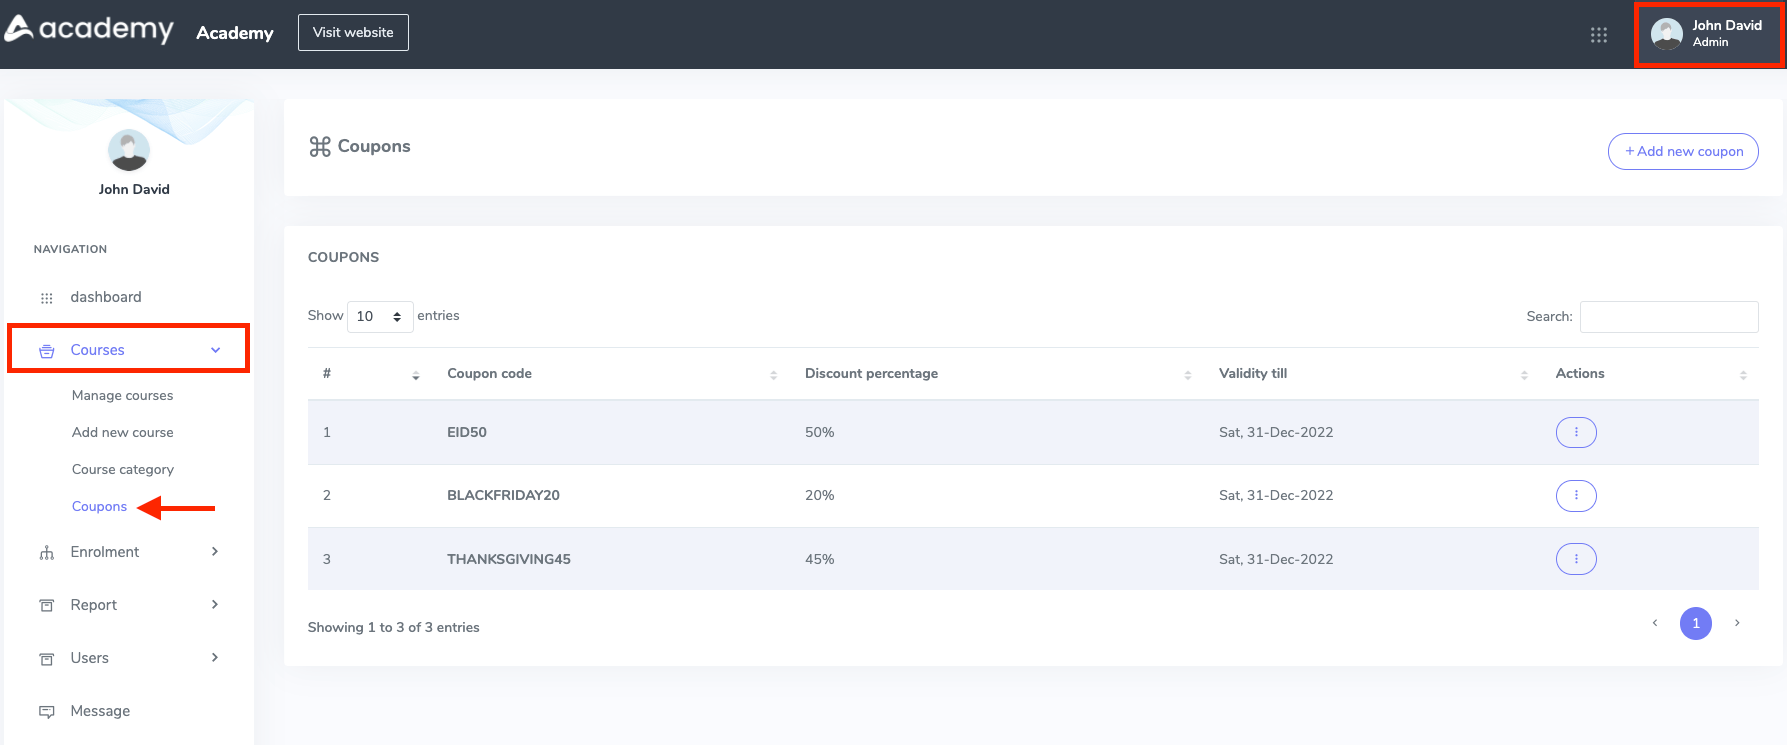 academy Academy Visit website
John David
Admin
John David
NAVIGATION
dashboard
Courses
Manage courses
Add new course
Course category
Coupons
Enrolment
Report
Users
Message
Coupons
+ Add new coupon
COUPONS
Show 10 entries
Search:
# Coupon code Discount percentage Validity till Actions
1 EID50 50% Sat, 31-Dec-2022
2 BLACKFRIDAY20 20% Sat, 31-Dec-2022
3 THANKSGIVING45 45% Sat, 31-Dec-2022
Showing 1 to 3 of 3 entries
1